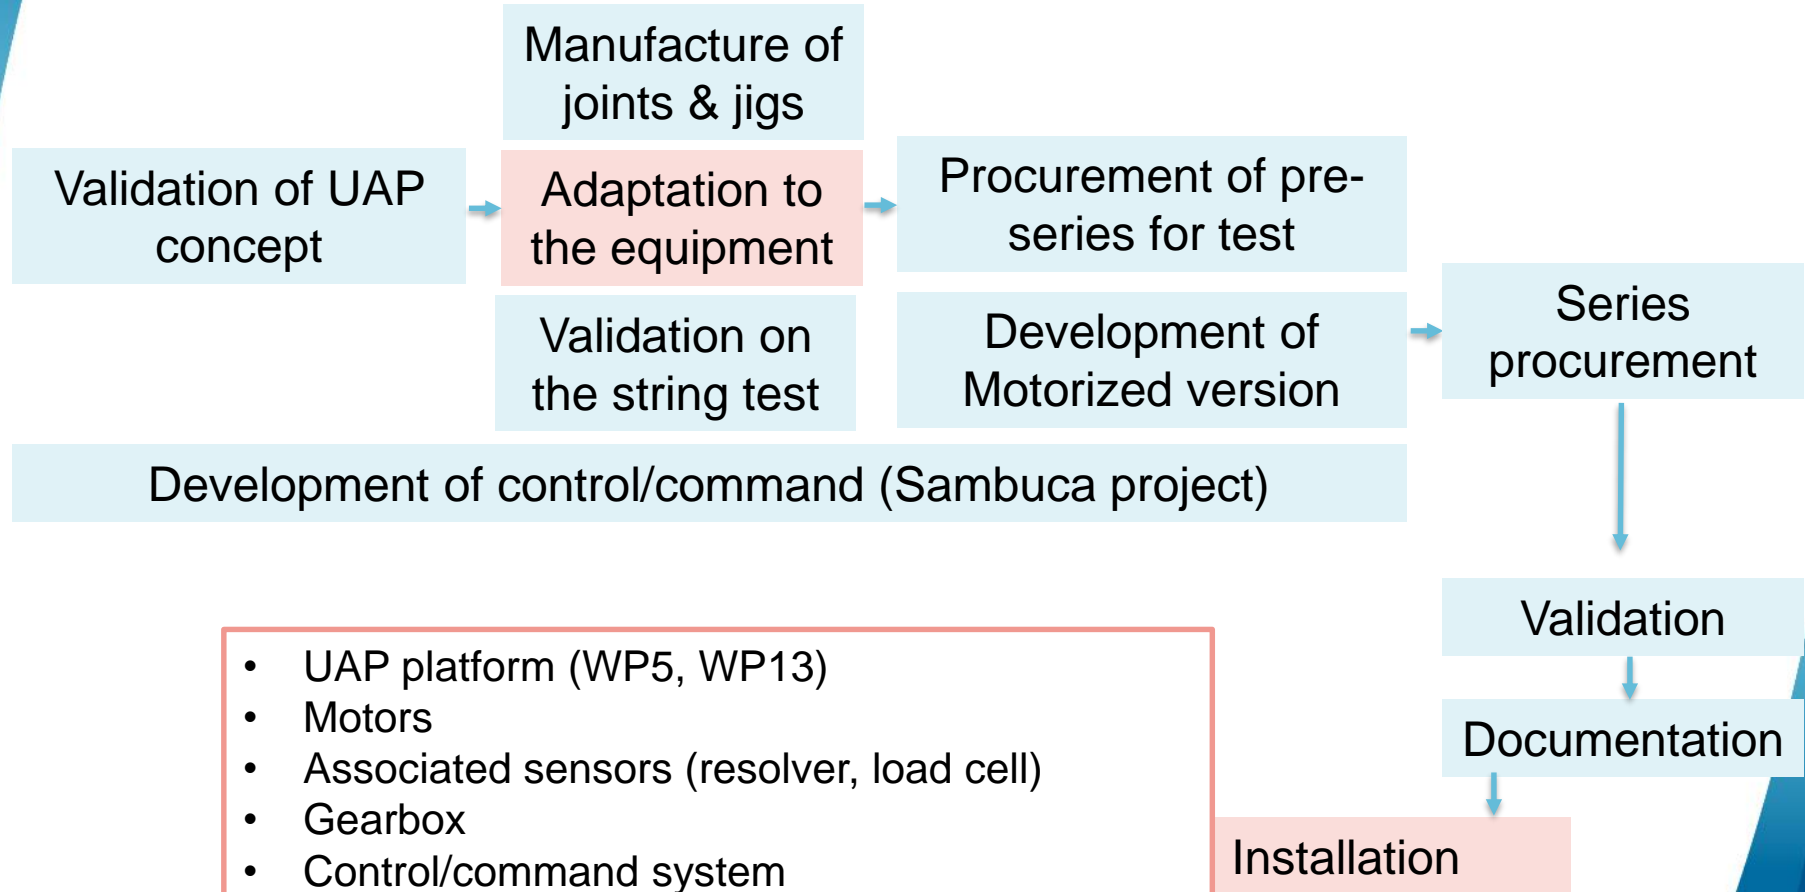 Manufacture of
joints & jigs
Validation of UAP
concept
Adaptation to
the equipment
Procurement of pre-
series for test
Validation on
the string test
Development of
Motorized version
Series
procurement
Development of control/command (Sambuca project)
Validation
Documentation
Installation
• UAP platform (WP5, WP13)
• Motors
• Associated sensors (resolver, load cell)
• Gearbox
• Control/command system